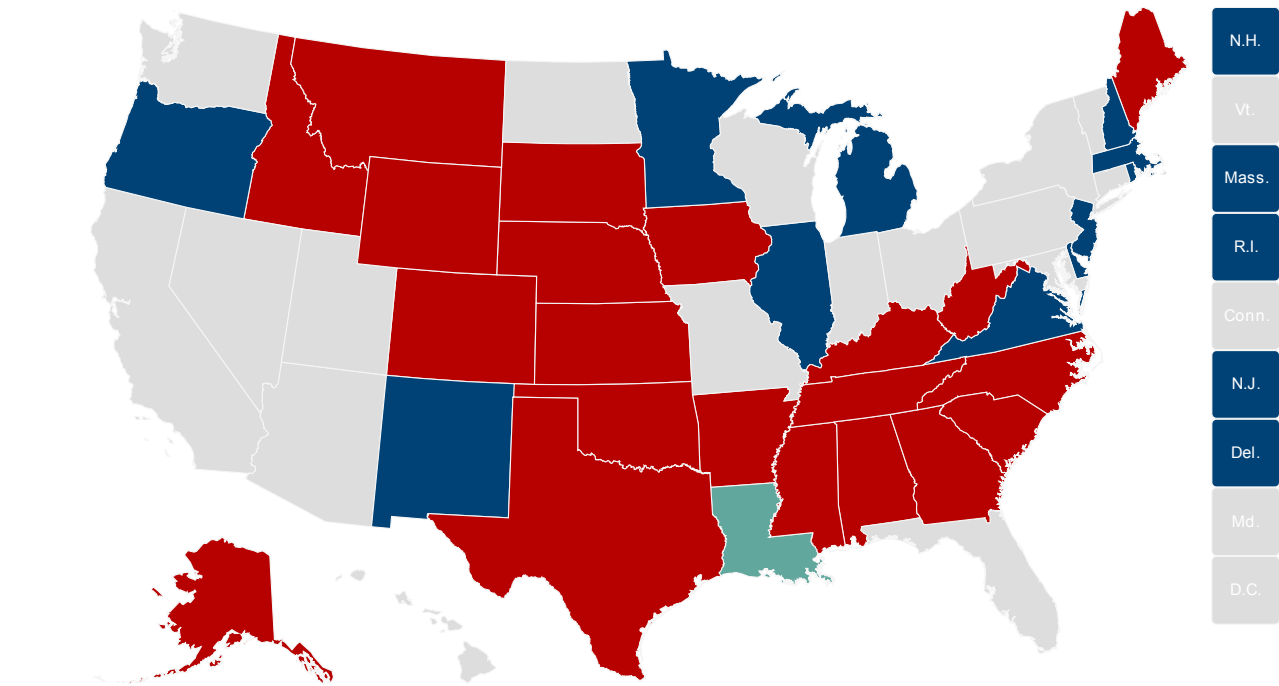 N.H.
Vt.
Mass.
R.I.
Conn.
N.J.
Del.
Md.
D.C.